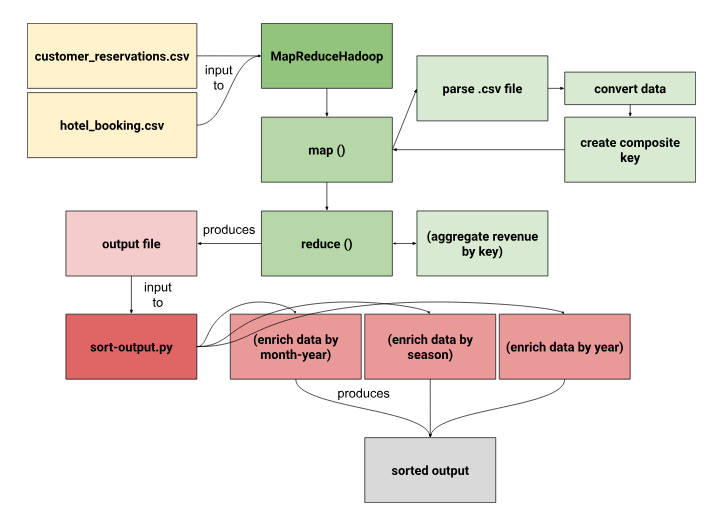 customer_reservations.csv
input
to
MapReduceHadoop
hotel_booking.csv
parse .csv file
convert data
map ()
create composite
key
output file
produces
reduce ()
(aggregate revenue
by key)
input
to
sort-output.py
(enrich data by
month-year)
(enrich data by
season)
(enrich data by year)
produces
sorted output